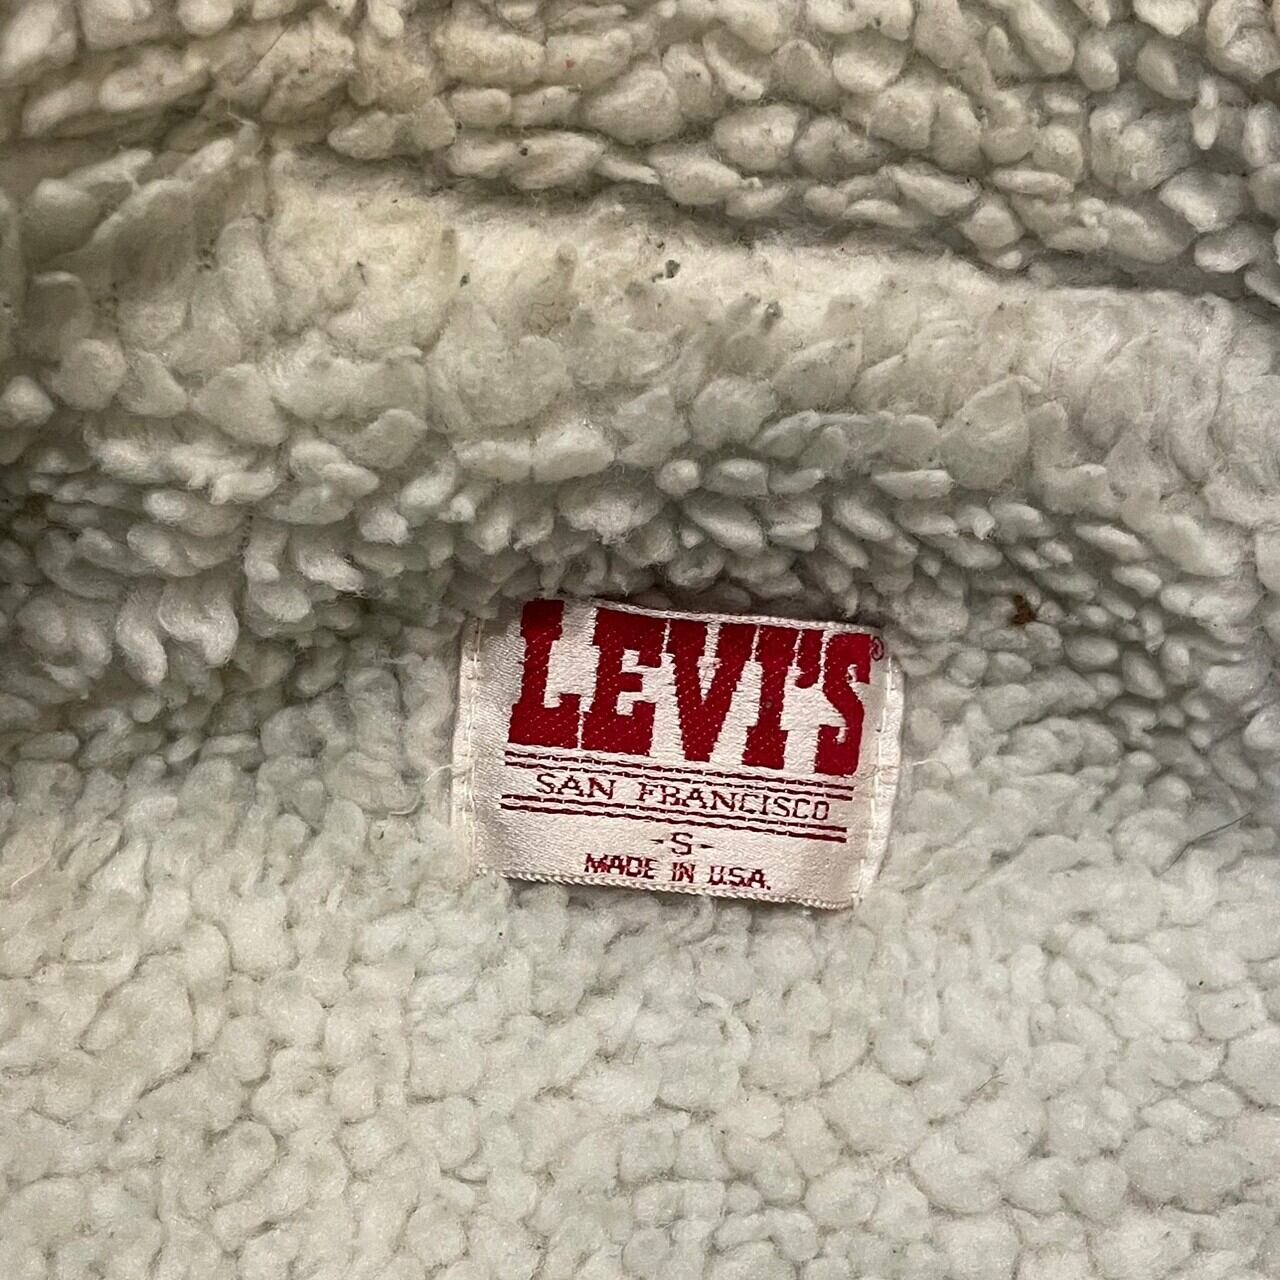 LEVI'S®
SAN FRANCISCO
-S-
MADE IN U.S.A.